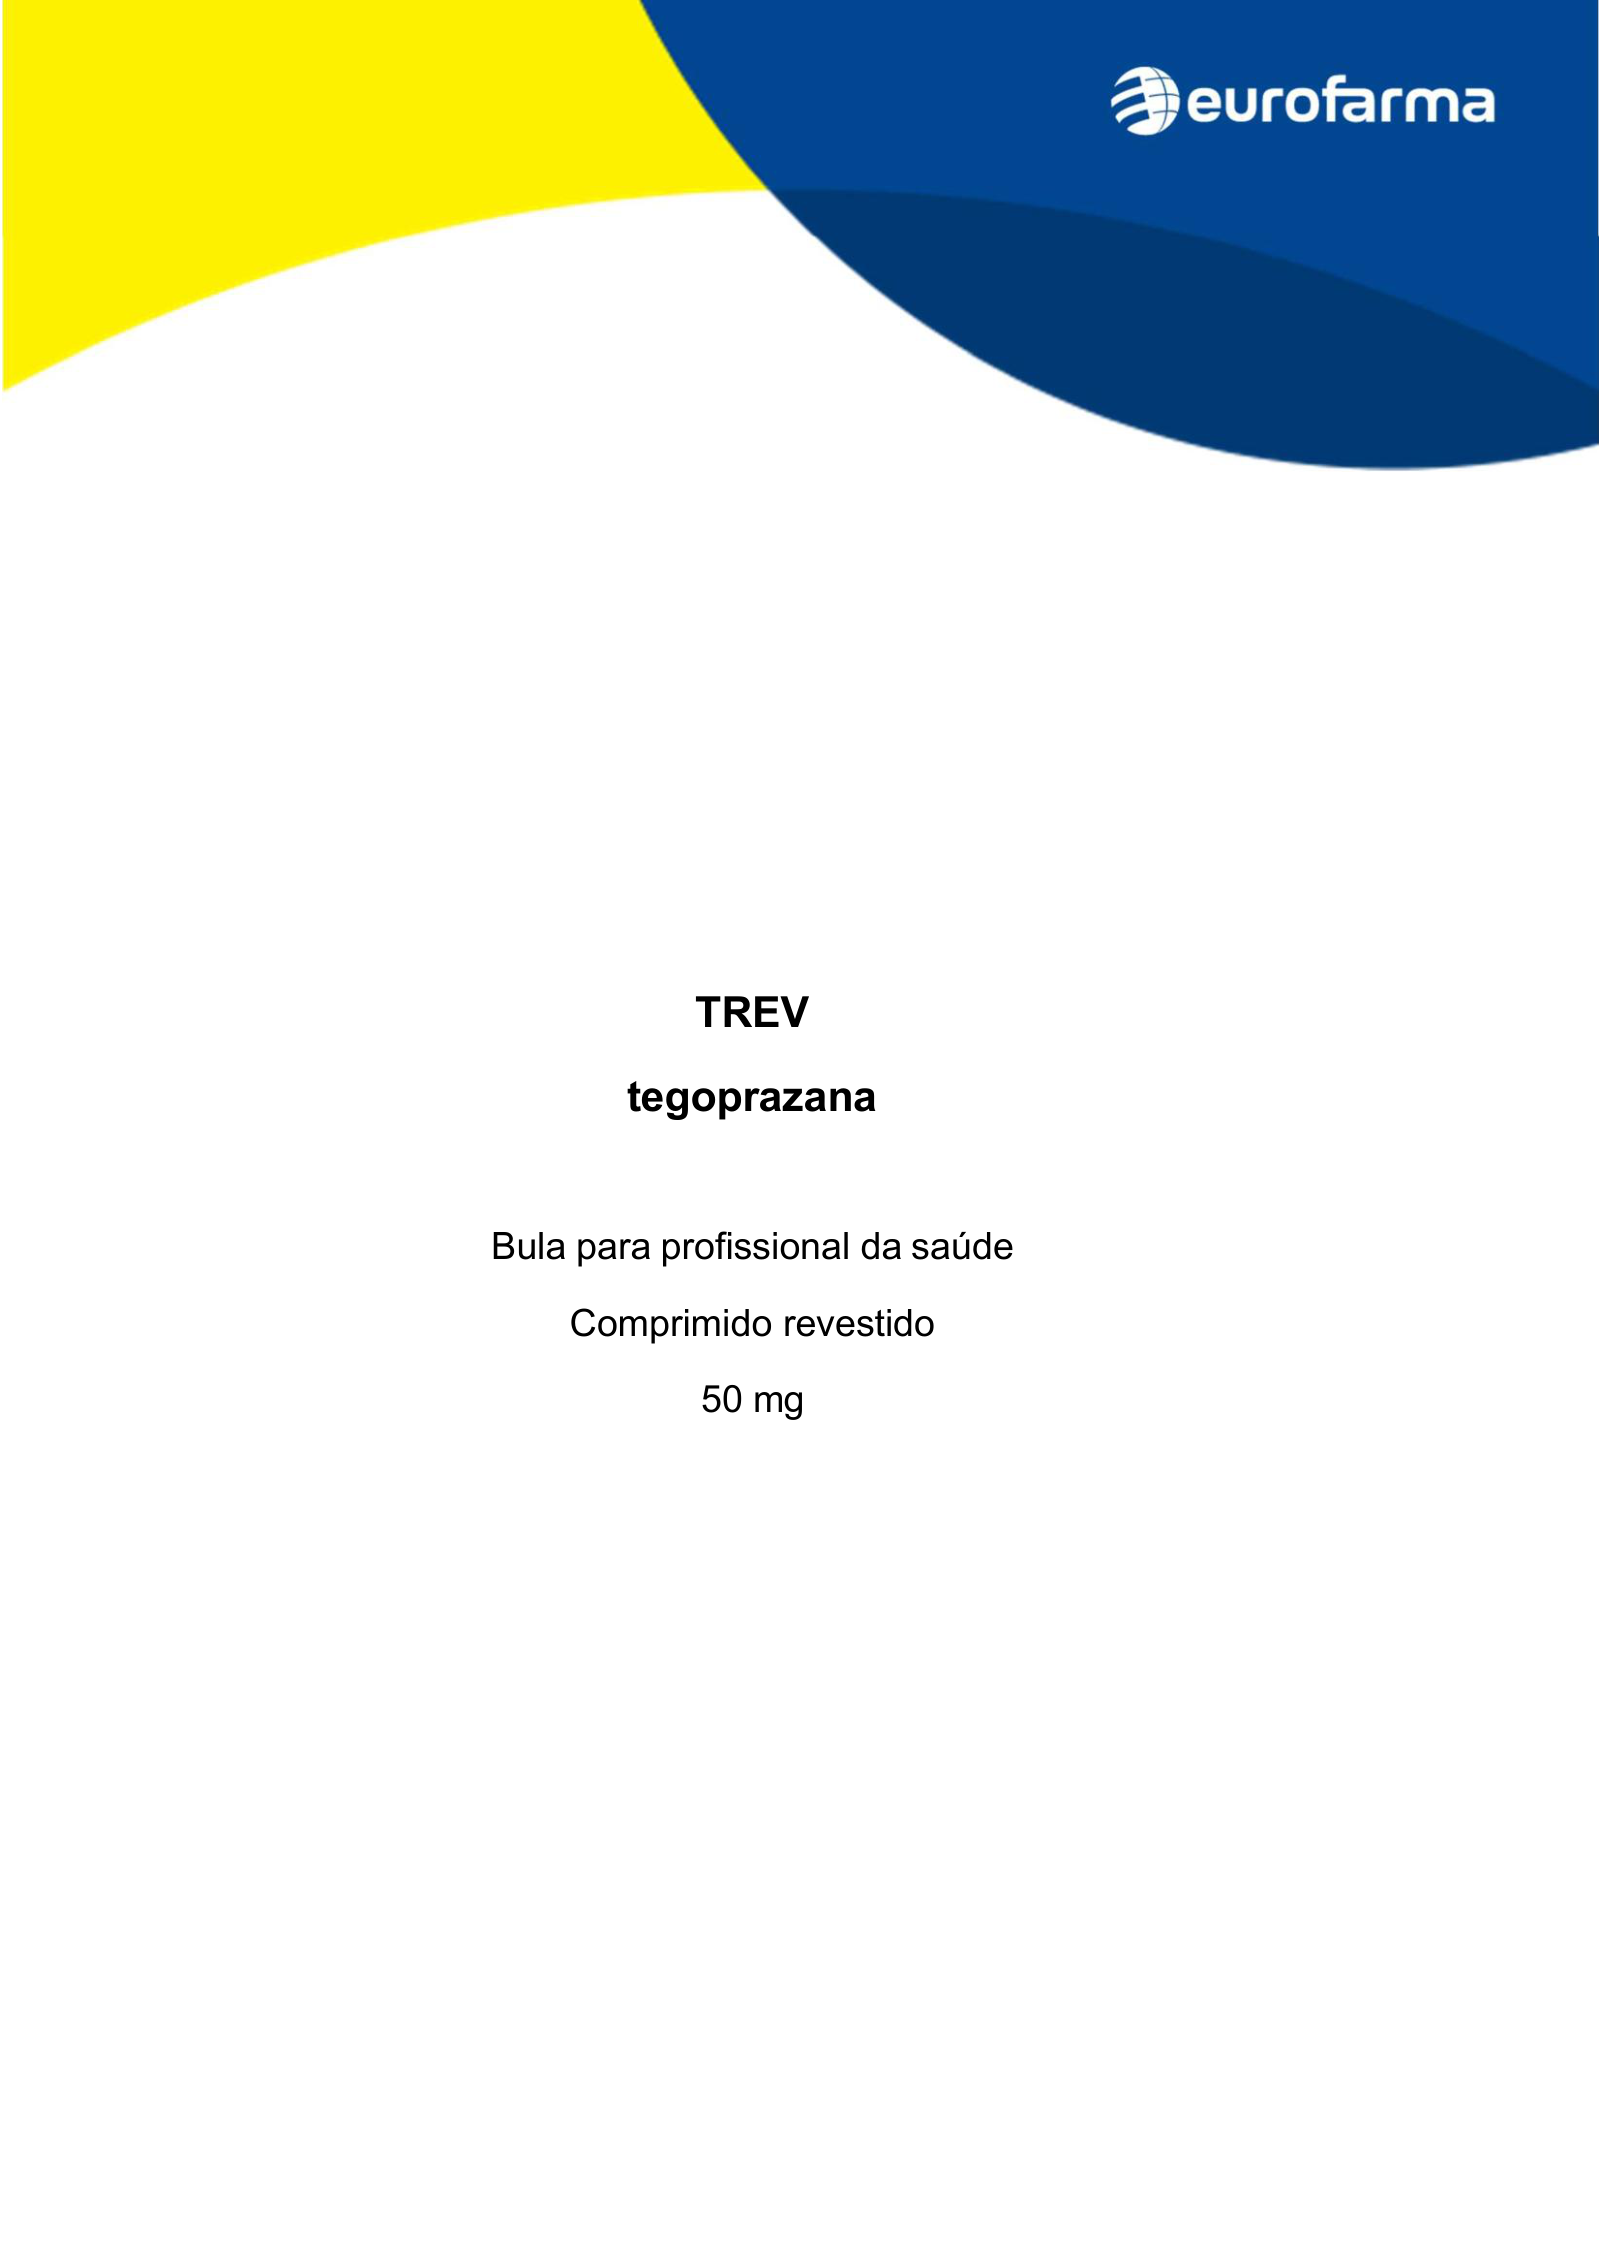 eurofarma
TREV
tegoprazana
Bula para profissional da saúde
Comprimido revestido
50 mg